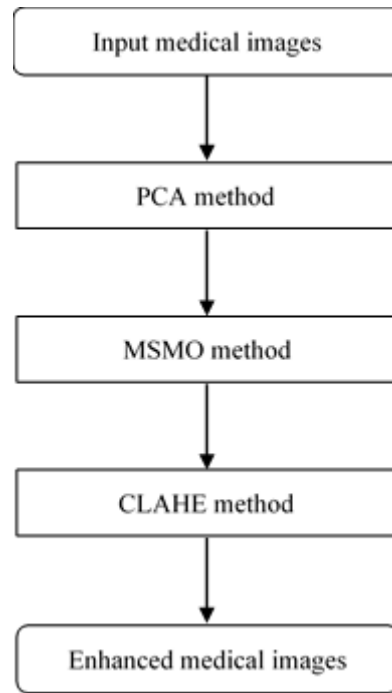 Input medical images
PCA method
MSMO method
CLAHE method
Enhanced medical images